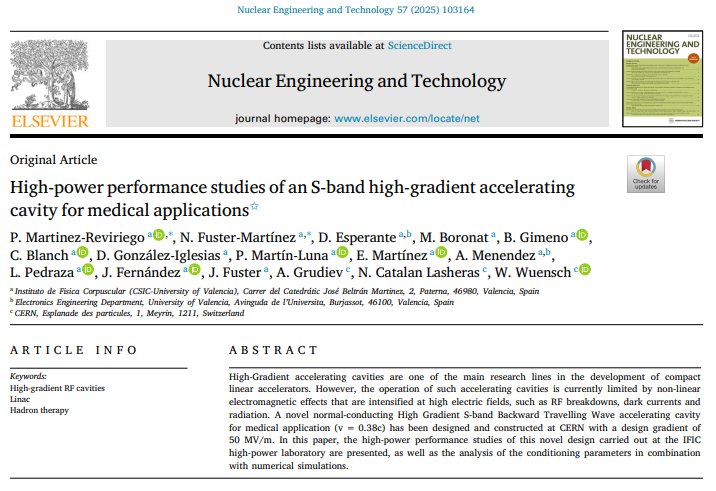 Nuclear Engineering and Technology 57 (2025) 103164
Contents lists available at ScienceDirect
Nuclear Engineering and Technology
journal homepage: www.elsevier.com/locate/net
ELSEVIER
NUCLEAR
ENGINEERING AND
TECHNOLOGY
Original Article
Check for
updates
High-power performance studies of an S-band high-gradient accelerating
cavity for medical applications☆
P. Martinez-Reviriego a,*, N. Fuster-Martínez a,*, D. Esperante a,b, M. Boronat a, B. Gimeno a,
C. Blanch a, D. González-Iglesias a, P. Martín-Luna a, E. Martínez a, A. Menendez a,b,
L. Pedraza a, J. Fernández a, J. Fuster a, A. Grudiev c, N. Catalan Lasheras c, W. Wuensch c
a Instituto de Física Corpuscular (CSIC-University of Valencia), Carrer del Catedrátic José Beltrán Martinez, 2, Paterna, 46980, Valencia, Spain
b Electronics Engineering Department, University of Valencia, Avinguda de l'Universitat, Burjassot, 46100, Valencia, Spain
c CERN, Esplanade des particules, 1, Meyrin, 1211, Switzerland
ARTICLE INFO
Keywords:
High-gradient RF cavities
Linac
Hadron therapy
ABSTRACT
High-Gradient accelerating cavities are one of the main research lines in the development of compact
linear accelerators. However, the operation of such accelerating cavities is currently limited by non-linear
electromagnetic effects that are intensified at high electric fields, such as RF breakdowns, dark currents and
radiation. A novel normal-conducting High Gradient S-band Backward Travelling Wave accelerating cavity
for medical application (v = 0.38c) has been designed and constructed at CERN with a design gradient of
50 MV/m. In this paper, the high-power performance studies of this novel design carried out at the IFIC
high-power laboratory are presented, as well as the analysis of the conditioning parameters in combination
with numerical simulations.